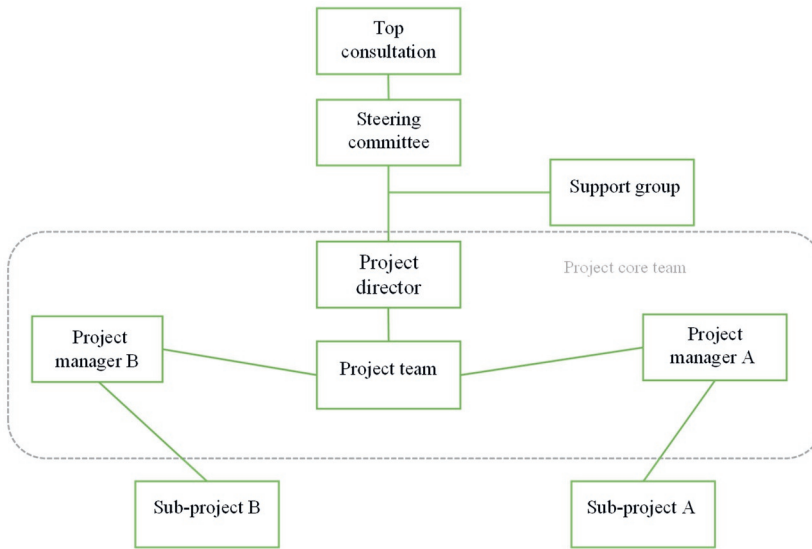 Top
consultation
Steering
committee
Support group
Project
director
Project core team
Project
manager B
Project team
Project
manager A
Sub-project B
Sub-project A